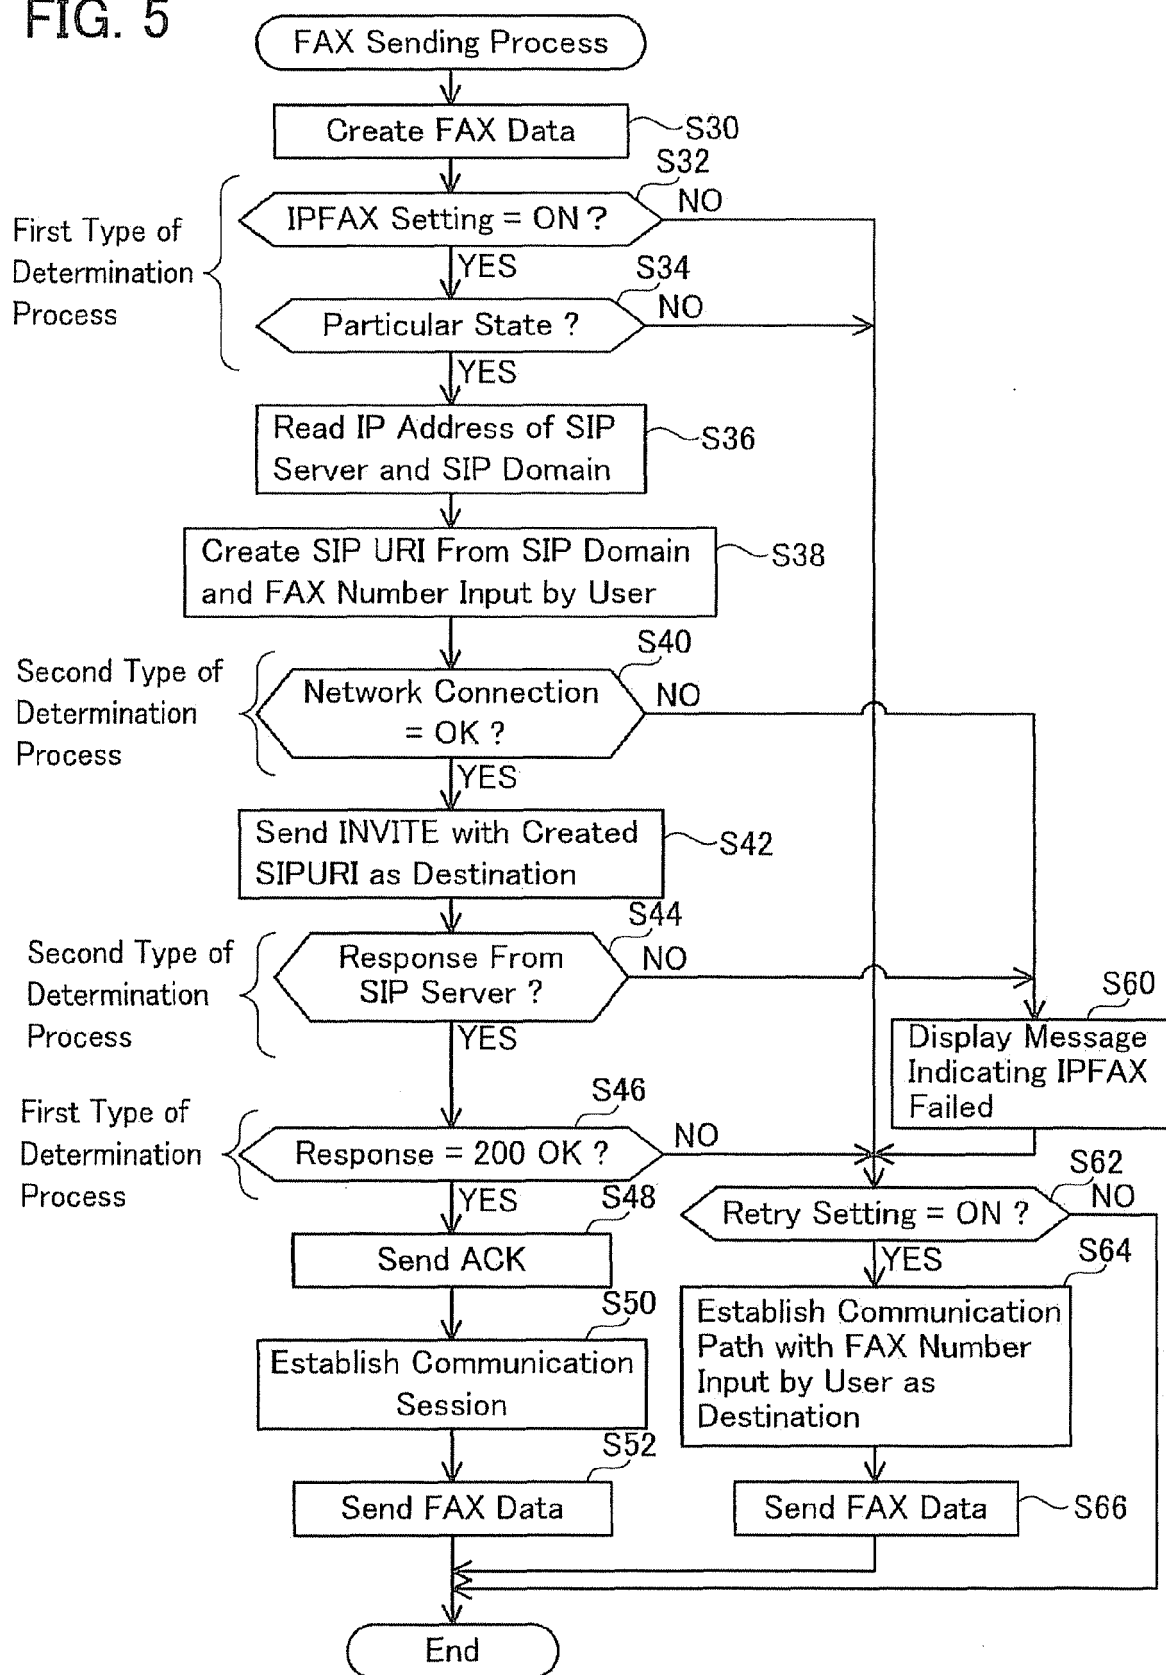 FIG. 5
FAX Sending Process
Create FAX Data
S30
S32
IPFAX Setting = ON ?
NO
First Type of
Determination
Process
YES
S34
Particular State ?
NO
YES
Read IP Address of SIP
Server and SIP Domain
S36
Create SIP URI From SIP Domain
and FAX Number Input by User
S38
S40
Second Type of
Determination
Process
Network Connection
= OK ?
NO
YES
Send INVITE with Created
SIPURI as Destination
S42
S44
Second Type of
Determination
Process
Response From
SIP Server ?
NO
YES
S60
Display Message
Indicating IPFAX
Failed
First Type of
Determination
Process
S46
Response = 200 OK ?
NO
YES
S48
Send ACK
S62
Retry Setting = ON ?
NO
YES
S64
Establish Communication
Path with FAX Number
Input by User as
Destination
S50
Establish Communication
Session
S52
Send FAX Data
Send FAX Data
S66
End